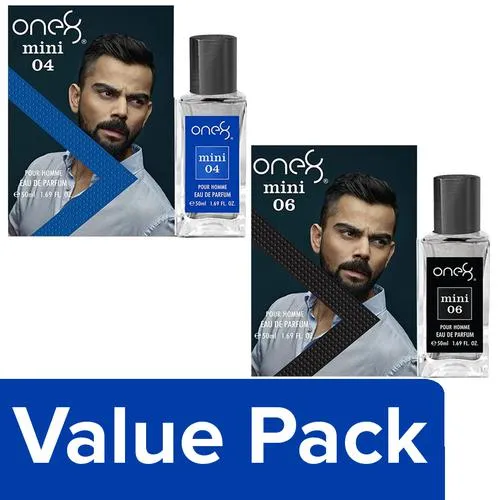 one8®
mini
04
POUR HOMME
EAU DE PARFUM
℮50ml 1.69 FL. OZ.
one8®
mini
04
POUR HOMME
EAU DE PARFUM
℮50ml 1.69 FL. OZ.
one8®
mini
06
POUR HOMME
EAU DE PARFUM
℮50ml 1.69 FL. OZ.
one8®
mini
06
POUR HOMME
EAU DE PARFUM
℮50ml 1.69 FL. OZ.
Value Pack